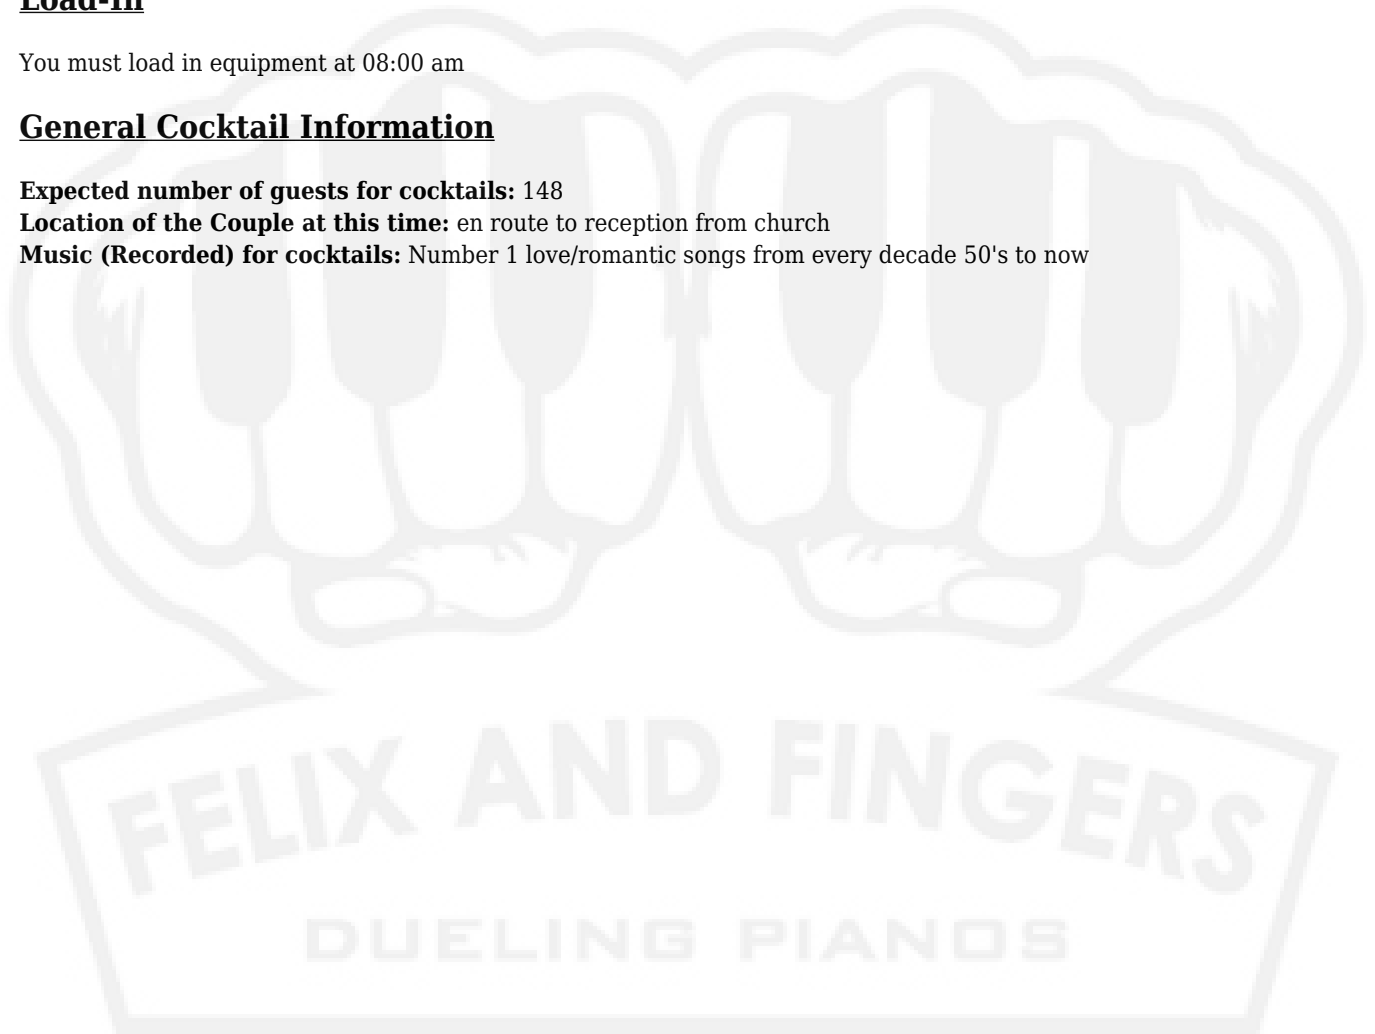 Load-In
You must load in equipment at 08:00 am
General Cocktail Information
Expected number of guests for cocktails: 148
Location of the Couple at this time: en route to reception from church
Music (Recorded) for cocktails: Number 1 love/romantic songs from every decade 50's to now
FELIX AND FINGERS
DUELING PIANOS